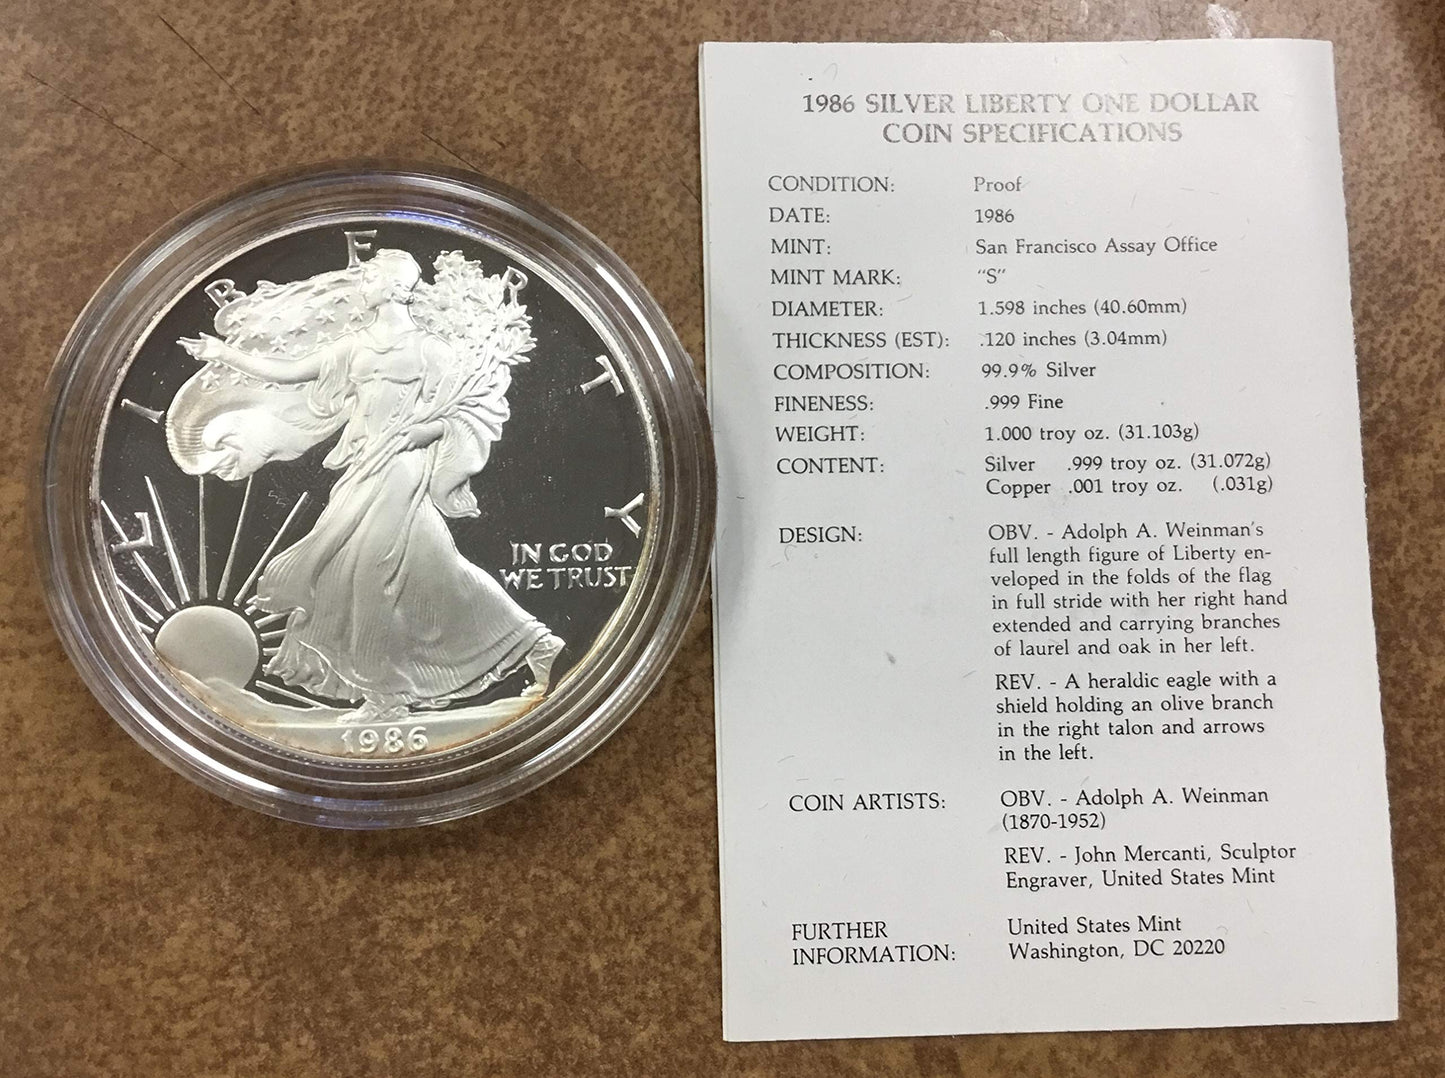 LIBERTY
IN GOD
WE TRUST
1986
1986 SILVER LIBERTY ONE DOLLAR
COIN SPECIFICATIONS
CONDITION: Proof
DATE: 1986
MINT: San Francisco Assay Office
MINT MARK: "S"
DIAMETER: 1.598 inches (40.60mm)
THICKNESS (EST): .120 inches (3.04mm)
COMPOSITION: 99.9% Silver
FINENESS: .999 Fine
WEIGHT: 1.000 troy oz. (31.103g)
CONTENT: Silver .999 troy oz. (31.072g)
Copper .001 troy oz. (.031g)
DESIGN: OBV. - Adolph A. Weinman's
full length figure of Liberty en-
veloped in the folds of the flag
in full stride with her right hand
extended and carrying branches
of laurel and oak in her left.
REV. - A heraldic eagle with a
shield holding an olive branch
in the right talon and arrows
in the left.
COIN ARTISTS: OBV. - Adolph A. Weinman
(1870-1952)
REV. - John Mercanti, Sculptor
Engraver, United States Mint
FURTHER United States Mint
INFORMATION: Washington, DC 20220